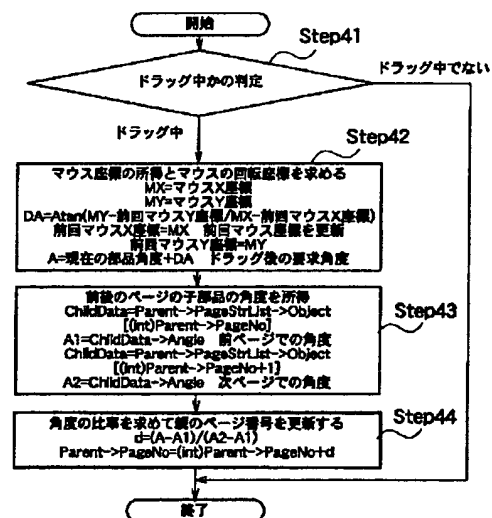 開始
Step41
ドラッグ中かの判定
ドラッグ中でない
ドラッグ中
Step42
マウス座標の所得とマウスの回転座標を求める
MX=マウスX座標
MY=マウスY座標
DA=Atan(MY-前回マウスY座標/MX-前回マウスX座標)
前回マウスX座標=MX 前回マウス座標を更新
前回マウスY座標=MY
A=現在の部品角度+DA ドラッグ後の要求角度
Step43
前後のページの子部品の角度を所得
ChildData=Parent->PageStrList->Object
[(int)Parent->PageNo]
A1=ChildData->Angle 前ページでの角度
ChildData=Parent->PageStrList->Object
[(int)Parent->PageNo+1]
A2=ChildData->Angle 次ページでの角度
Step44
角度の比率を求めて親のページ番号を更新する
d=(A-A1)/(A2-A1)
Parent->PageNo=(int)Parent->PageNo+d
終了